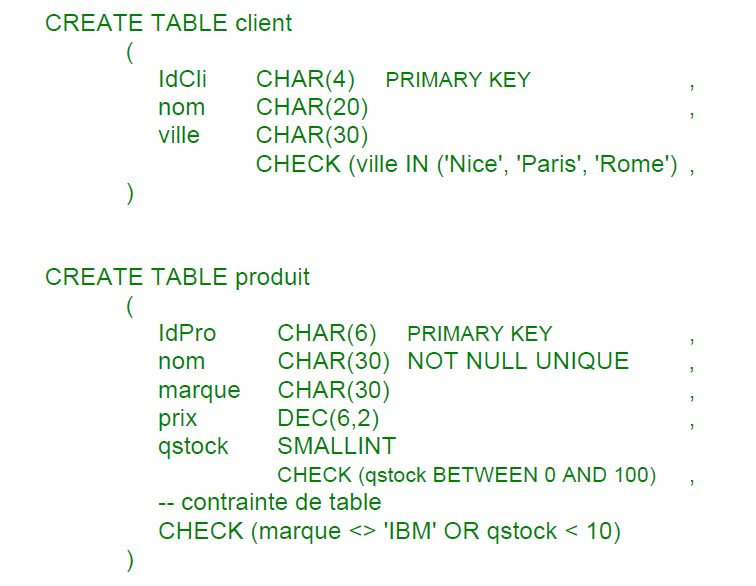 CREATE TABLE client
(
IdCli CHAR(4) PRIMARY KEY ,
nom CHAR(20) ,
ville CHAR(30)
CHECK (ville IN ('Nice', 'Paris', 'Rome') ,
)
CREATE TABLE produit
(
IdPro CHAR(6) PRIMARY KEY ,
nom CHAR(30) NOT NULL UNIQUE ,
marque CHAR(30) ,
prix DEC(6,2) ,
qstock SMALLINT
CHECK (qstock BETWEEN 0 AND 100) ,
-- contrainte de table
CHECK (marque <> 'IBM' OR qstock < 10)
)